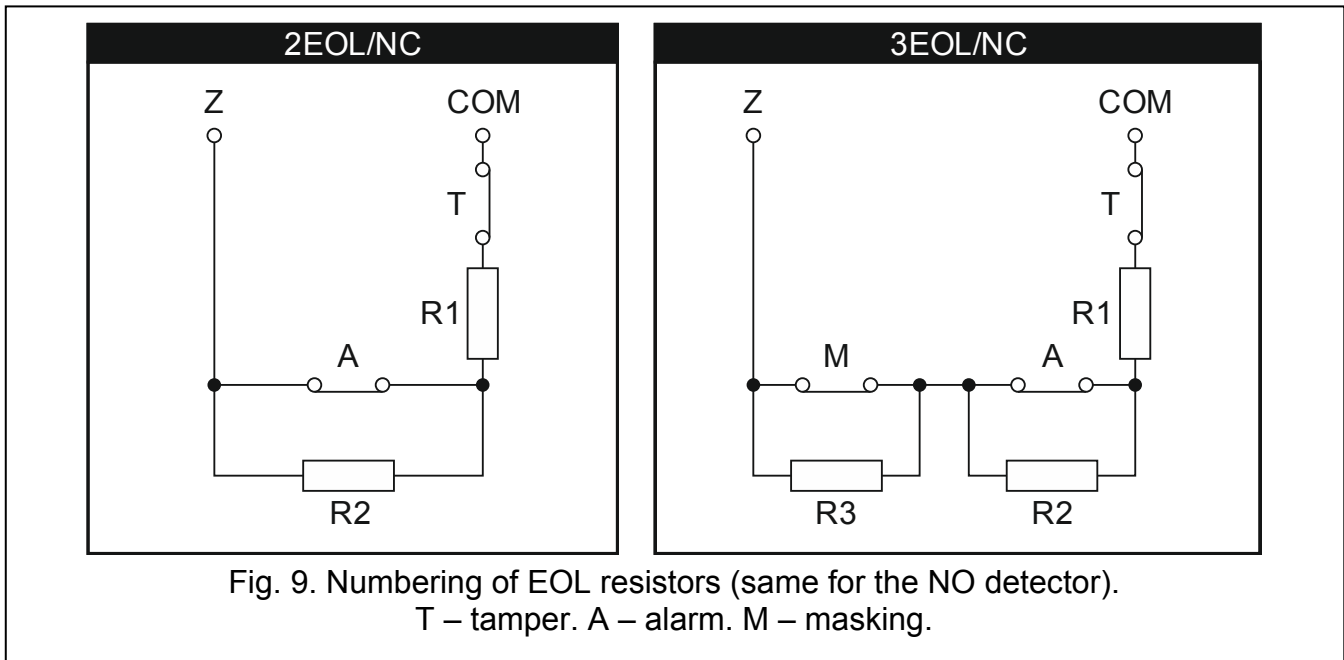 2EOL/NC
Z COM
T
R1
A
R2
3EOL/NC
Z COM
T
R1
M A
R3 R2
Fig. 9. Numbering of EOL resistors (same for the NO detector).
T – tamper. A – alarm. M – masking.